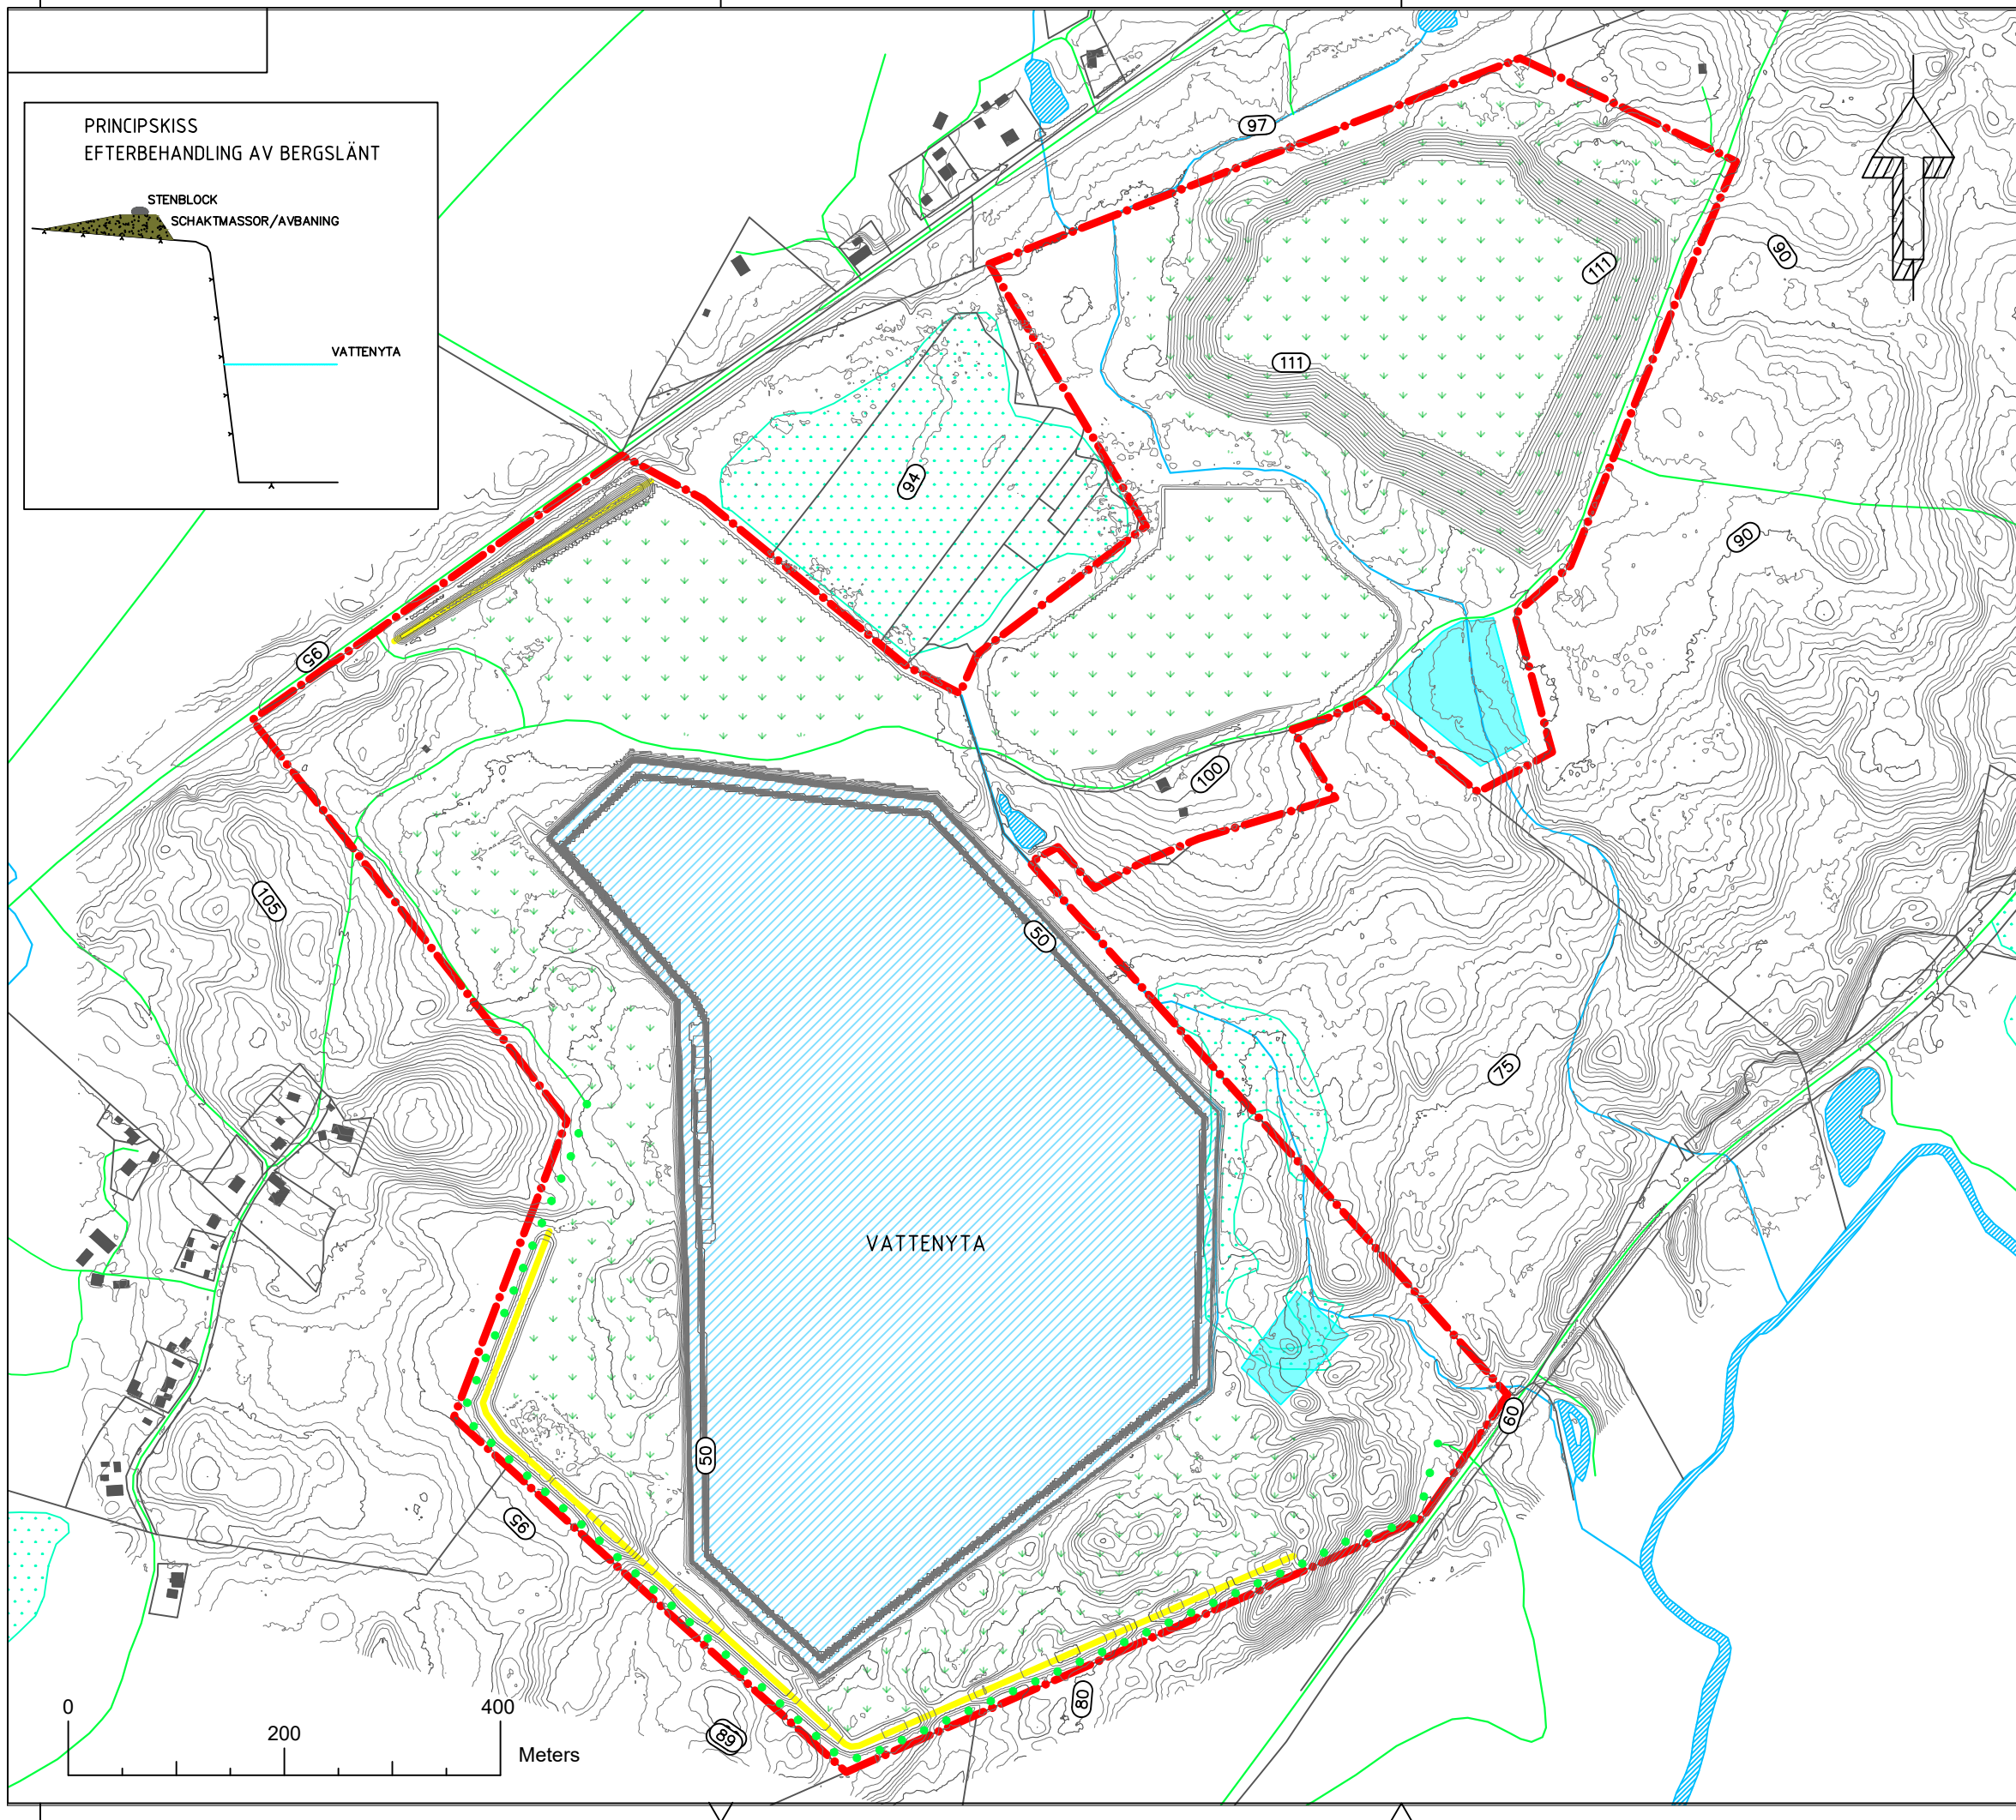 PRINCIPSKISS
EFTERBEHANDLING AV BERGSLÄNT
STENBLOCK
SCHAKTMASSOR/AVBANING
VATTENYTA
97
90
111
111
94
90
95
100
105
50
75
VATTENYTA
60
50
95
80
89
0
200
400
Meters